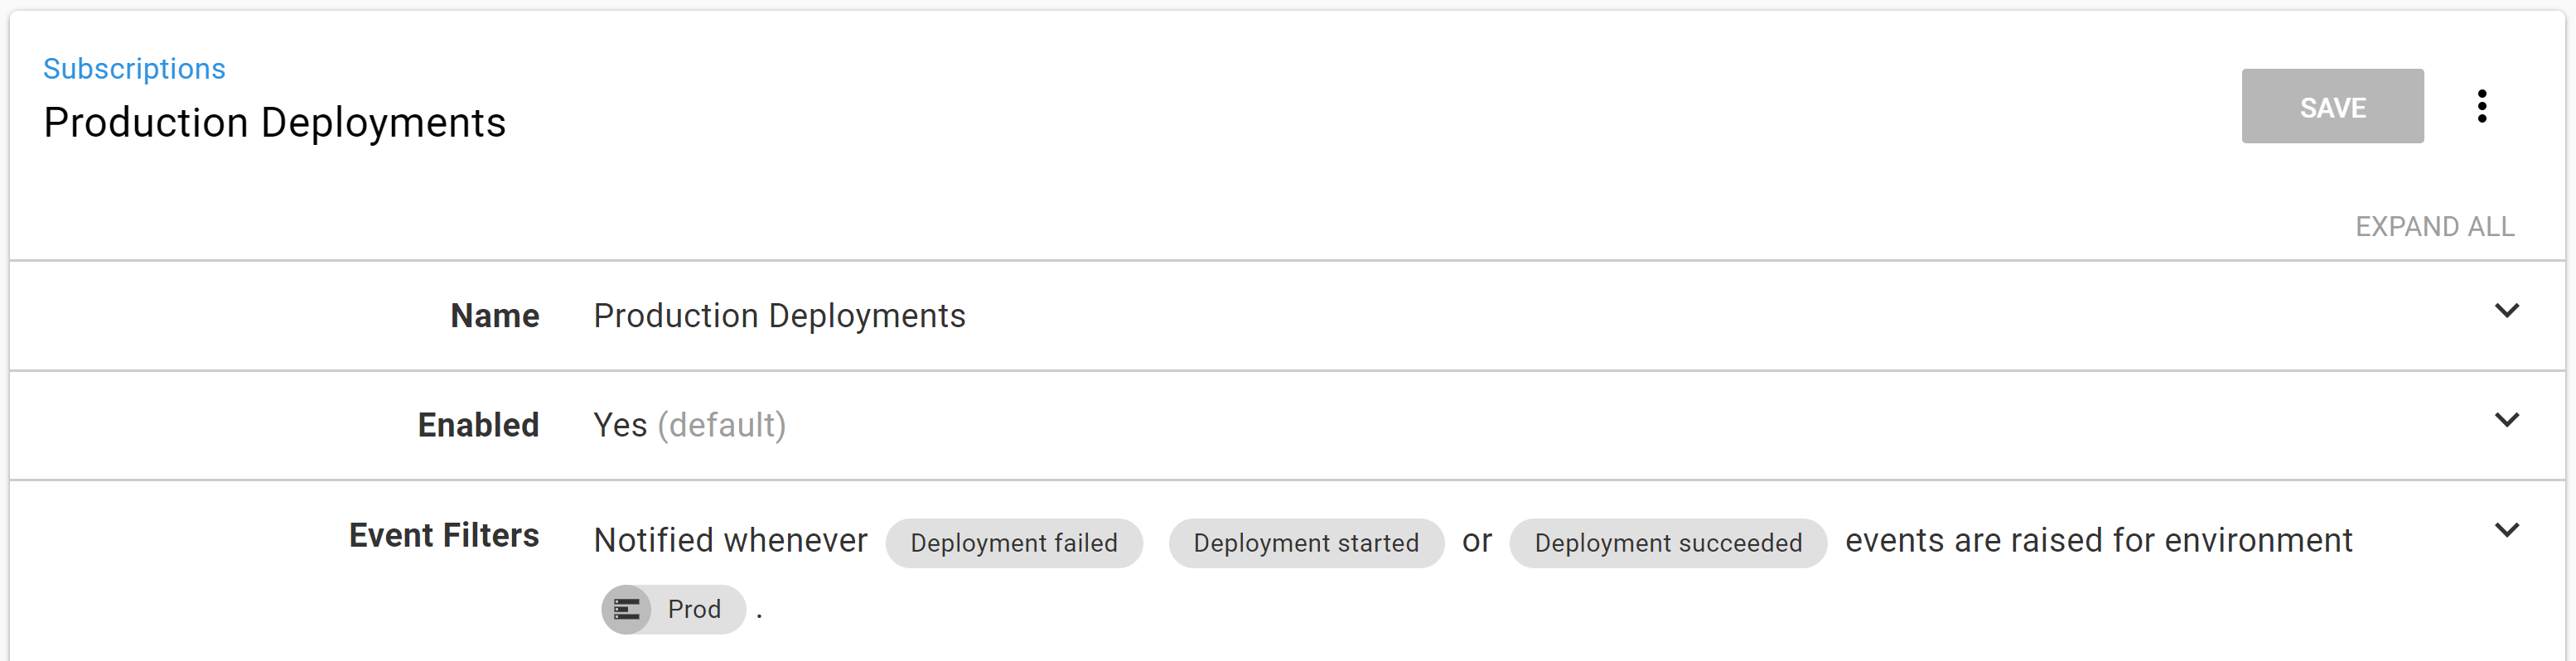 Subscriptions
Production Deployments
SAVE
EXPAND ALL
Name Production Deployments
Enabled Yes (default)
Event Filters Notified whenever Deployment failed Deployment started or Deployment succeeded events are raised for environment
Prod .